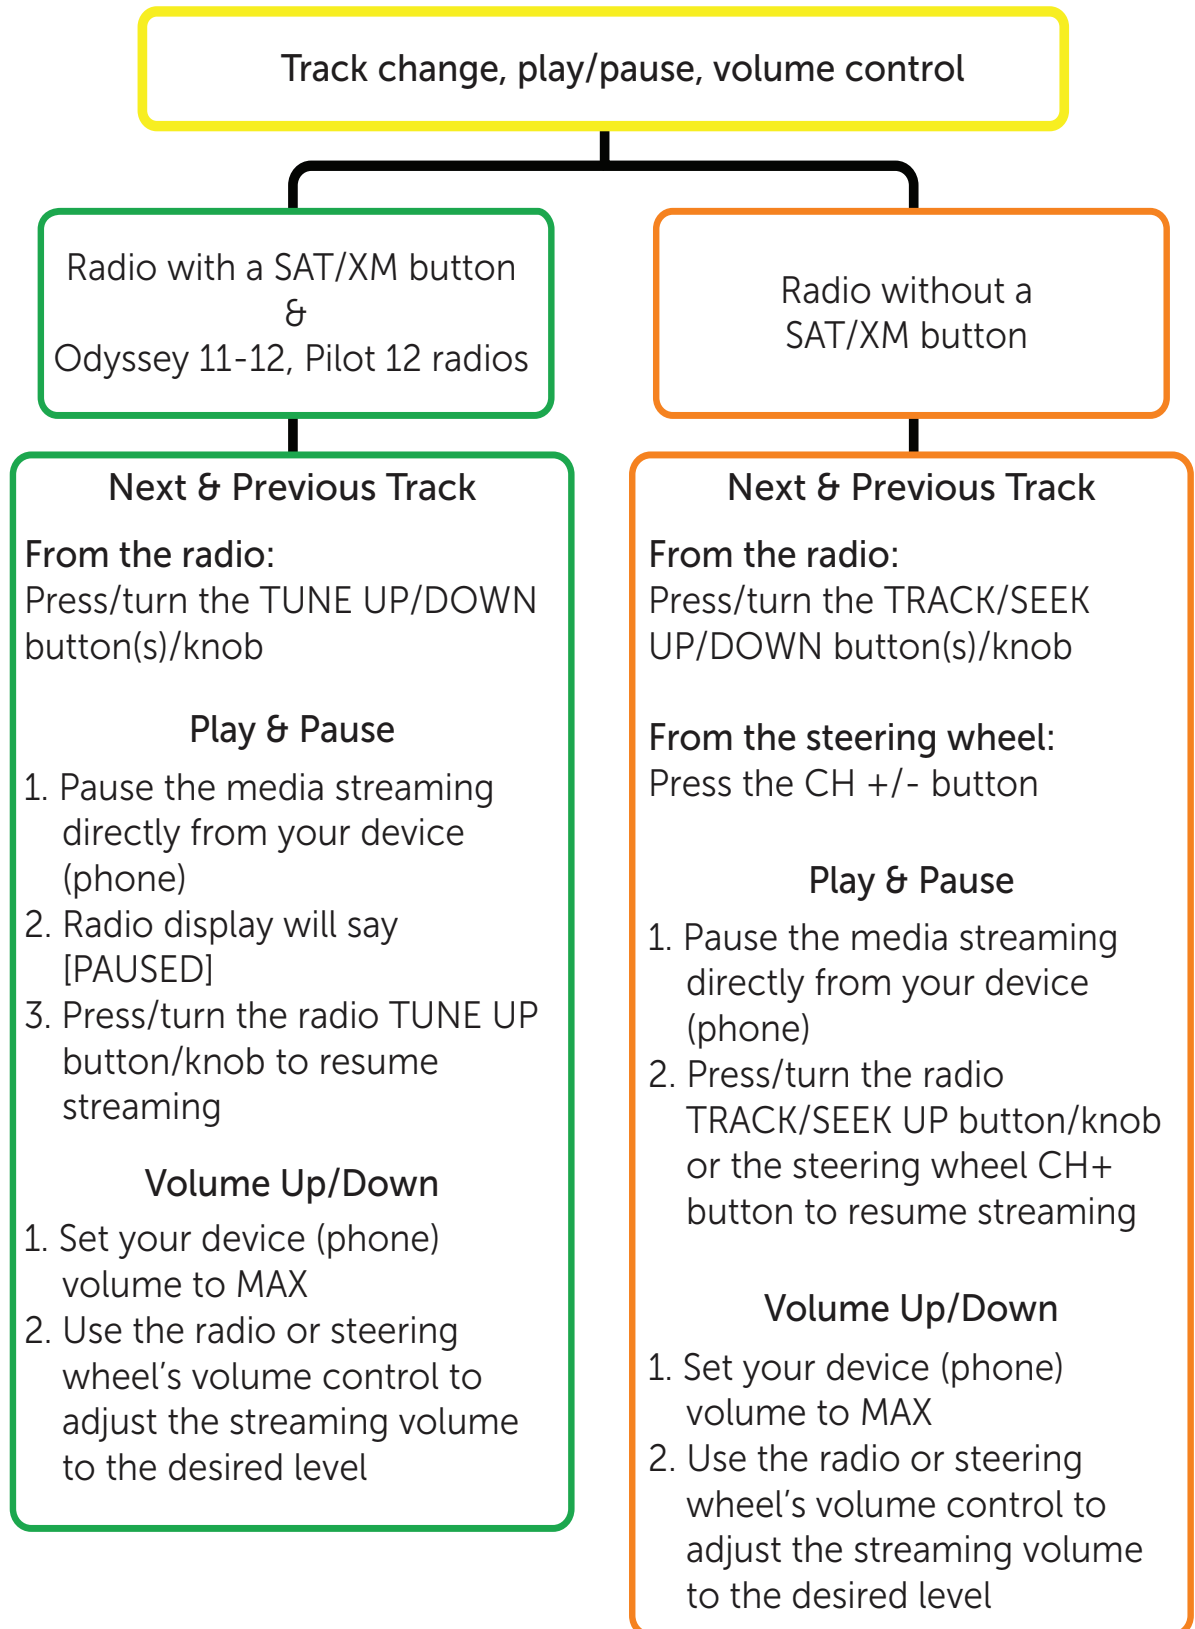 Track change, play/pause, volume control
Radio with a SAT/XM button
&
Odyssey 11-12, Pilot 12 radios
Next & Previous Track
From the radio:
Press/turn the TUNE UP/DOWN
button(s)/knob
Play & Pause
1. Pause the media streaming
directly from your device
(phone)
2. Radio display will say
[PAUSED]
3. Press/turn the radio TUNE UP
button/knob to resume
streaming
Volume Up/Down
1. Set your device (phone)
volume to MAX
2. Use the radio or steering
wheel's volume control to
adjust the streaming volume
to the desired level
Radio without a
SAT/XM button
Next & Previous Track
From the radio:
Press/turn the TRACK/SEEK
UP/DOWN button(s)/knob
From the steering wheel:
Press the CH +/- button
Play & Pause
1. Pause the media streaming
directly from your device
(phone)
2. Press/turn the radio
TRACK/SEEK UP button/knob
or the steering wheel CH+
button to resume streaming
Volume Up/Down
1. Set your device (phone)
volume to MAX
2. Use the radio or steering
wheel's volume control to
adjust the streaming volume
to the desired level